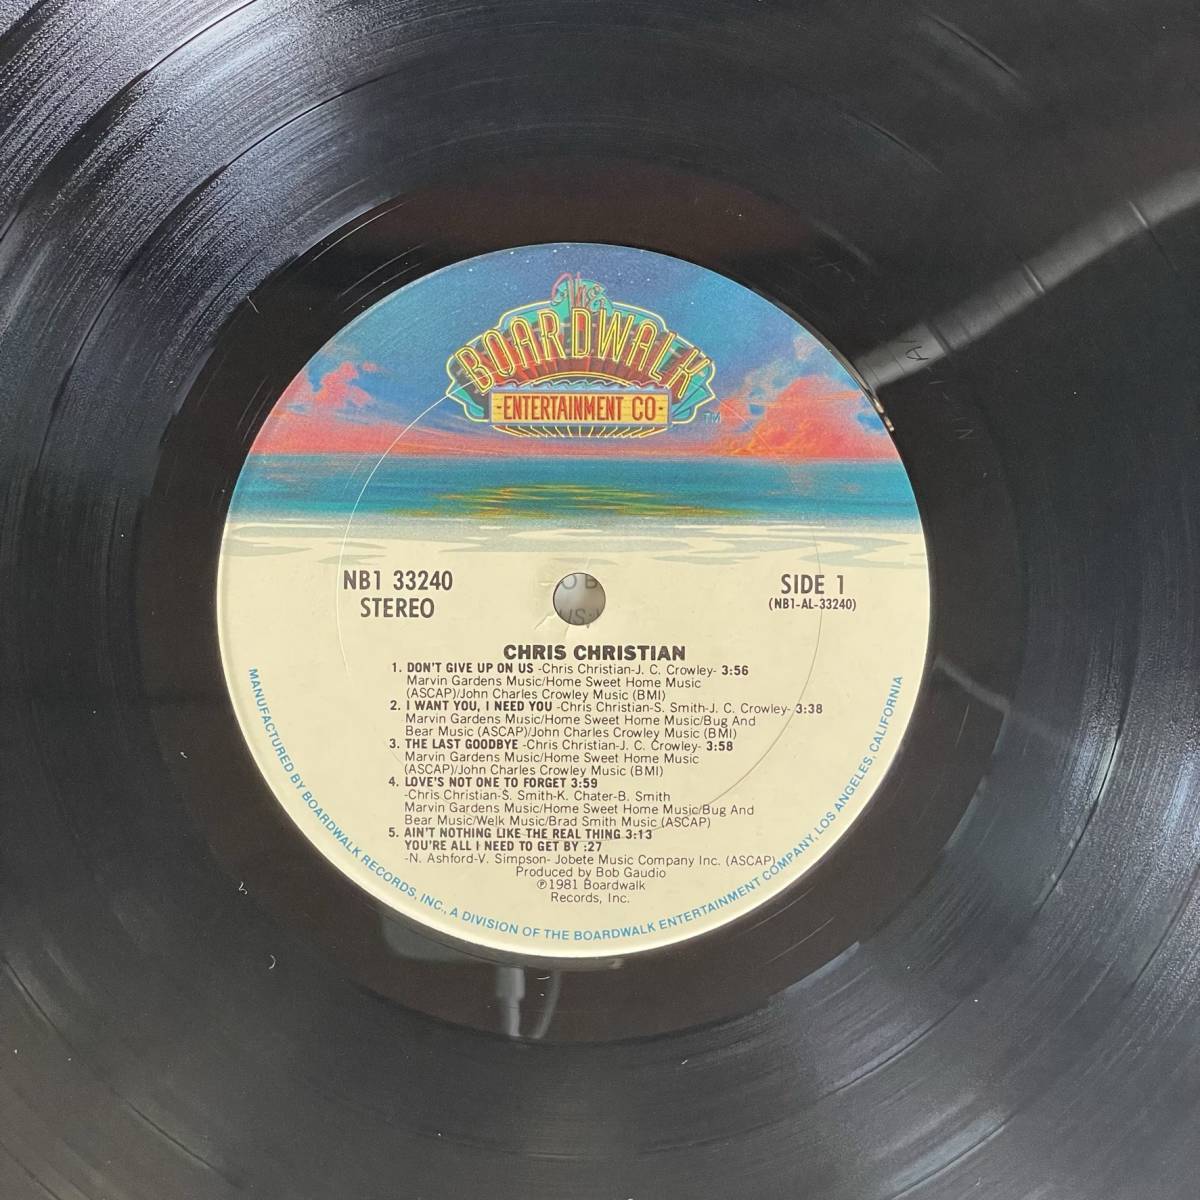 The
BOARDWALK
·ENTERTAINMENT CO·
TM
NB1 33240
STEREO
SIDE 1
(NB1-AL-33240)
CHRIS CHRISTIAN
1. DON'T GIVE UP ON US -Chris Christian-J. C. Crowley- 3:56
Marvin Gardens Music/Home Sweet Home Music
(ASCAP)/John Charles Crowley Music (BMI)
2. I WANT YOU, I NEED YOU -Chris Christian-S. Smith-J. C. Crowley- 3:38
Marvin Gardens Music/Home Sweet Home Music/Bug And
Bear Music (ASCAP)/John Charles Crowley Music (BMI)
3. THE LAST GOODBYE -Chris Christian-J. C. Crowley- 3:58
Marvin Gardens Music/Home Sweet Home Music
(ASCAP)/John Charles Crowley Music (BMI)
4. LOVE'S NOT ONE TO FORGET 3:59
-Chris Christian-S. Smith-K. Chater-B. Smith
Marvin Gardens Music/Home Sweet Home Music/Bug And
Bear Music/Welk Music/Brad Smith Music (ASCAP)
5. AIN'T NOTHING LIKE THE REAL THING 3:13
YOU'RE ALL I NEED TO GET BY :27
-N. Ashford-V. Simpson- Jobete Music Company Inc. (ASCAP)
Produced by Bob Gaudio
℗1981 Boardwalk
Records, Inc.
MANUFACTURED BY BOARDWALK RECORDS, INC., A DIVISION OF THE BOARDWALK ENTERTAINMENT COMPANY, LOS ANGELES, CALIFORNIA